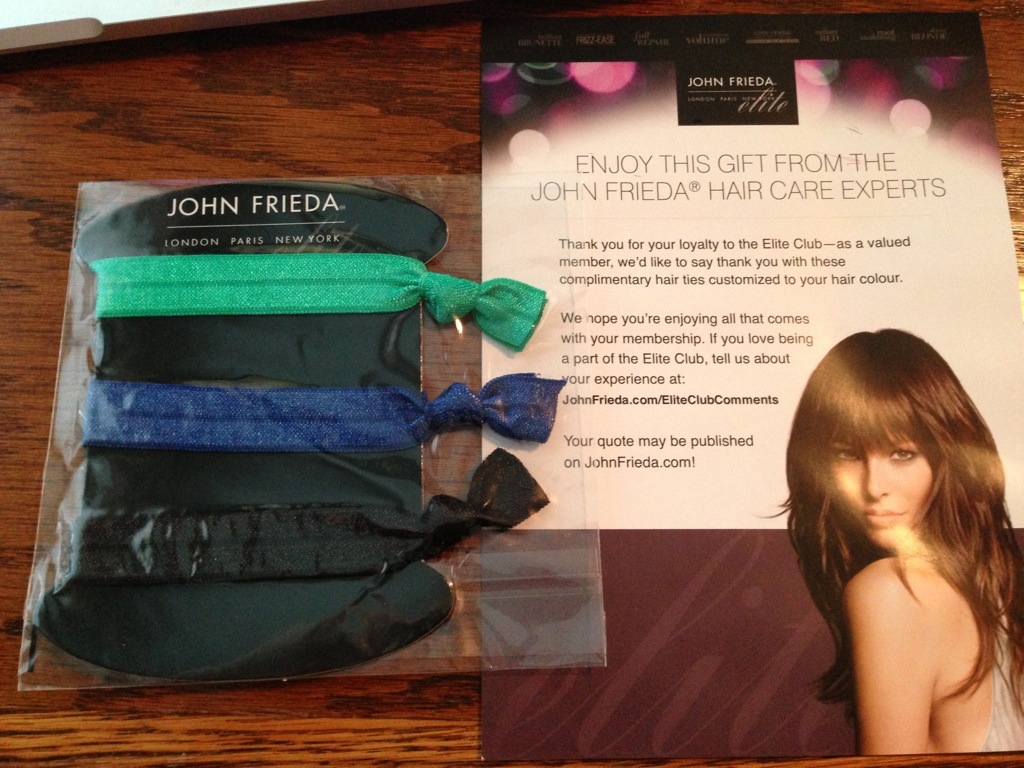 JOHN FRIEDA®
LONDON PARIS NEW YORK
BRUNETTE FRIZZ-EASE full REPAIR volume RED BLONDE
JOHN FRIEDA®
LONDON PARIS NEW YORK
elite
ENJOY THIS GIFT FROM THE
JOHN FRIEDA® HAIR CARE EXPERTS
Thank you for your loyalty to the Elite Club—as a valued
member, we'd like to say thank you with these
complimentary hair ties customized to your hair colour.
We hope you're enjoying all that comes
with your membership. If you love being
a part of the Elite Club, tell us about
your experience at:
JohnFrieda.com/EliteClubComments
Your quote may be published
on JohnFrieda.com!
elite